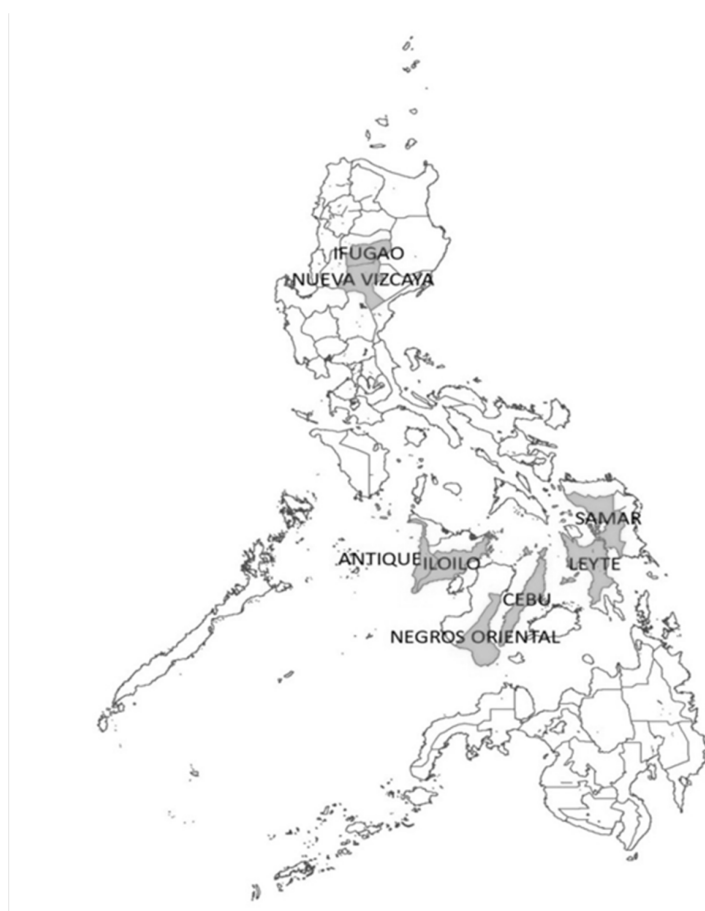 IFUGAO
NUEVA VIZCAYA
SAMAR
ANTIQUE
ILOILO
LEYTE
CEBU
NEGROS ORIENTAL